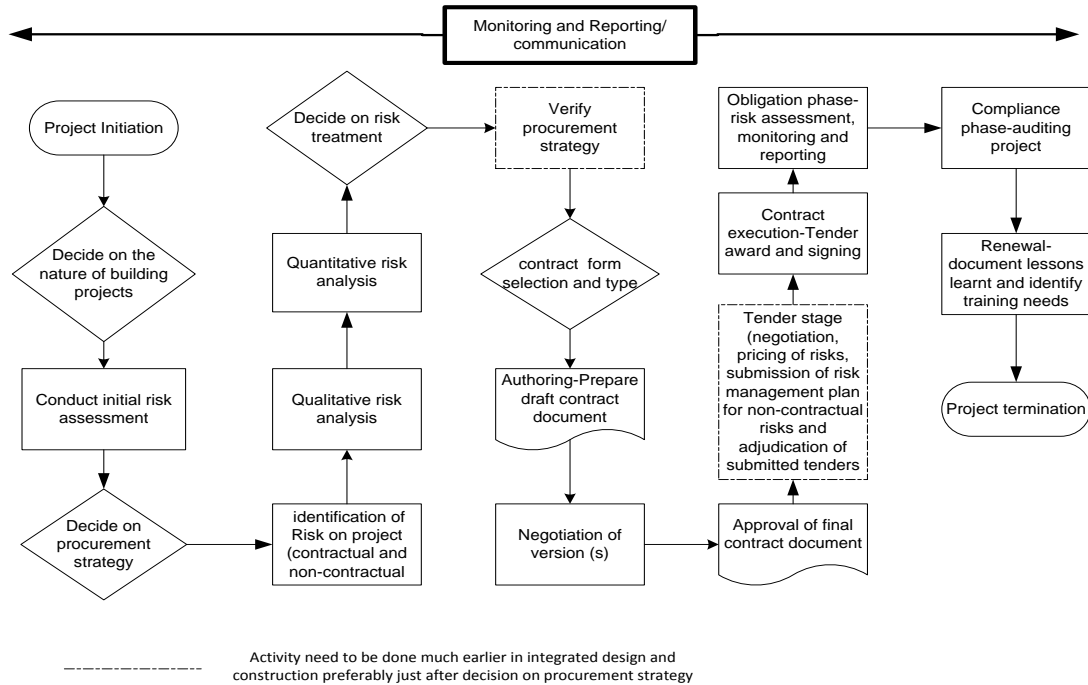 Monitoring and Reporting/
communication
Project Initiation
Decide on the
nature of building
projects
Conduct initial risk
assessment
Decide on
procurement
strategy
identification of
Risk on project
(contractual and
non-contractual
Qualitative risk
analysis
Quantitative risk
analysis
Decide on risk
treatment
Verify
procurement
strategy
contract form
selection and type
Authoring-Prepare
draft contract
document
Negotiation of
version (s)
Approval of final
contract document
Tender stage
(negotiation,
pricing of risks,
submission of risk
management plan
for non-contractual
risks and
adjudication of
submitted tenders
Contract
execution-Tender
award and signing
Obligation phase-
risk assessment,
monitoring and
reporting
Compliance
phase-auditing
project
Renewal-
document lessons
learnt and identify
training needs
Project termination
Activity need to be done much earlier in integrated design and
construction preferably just after decision on procurement strategy